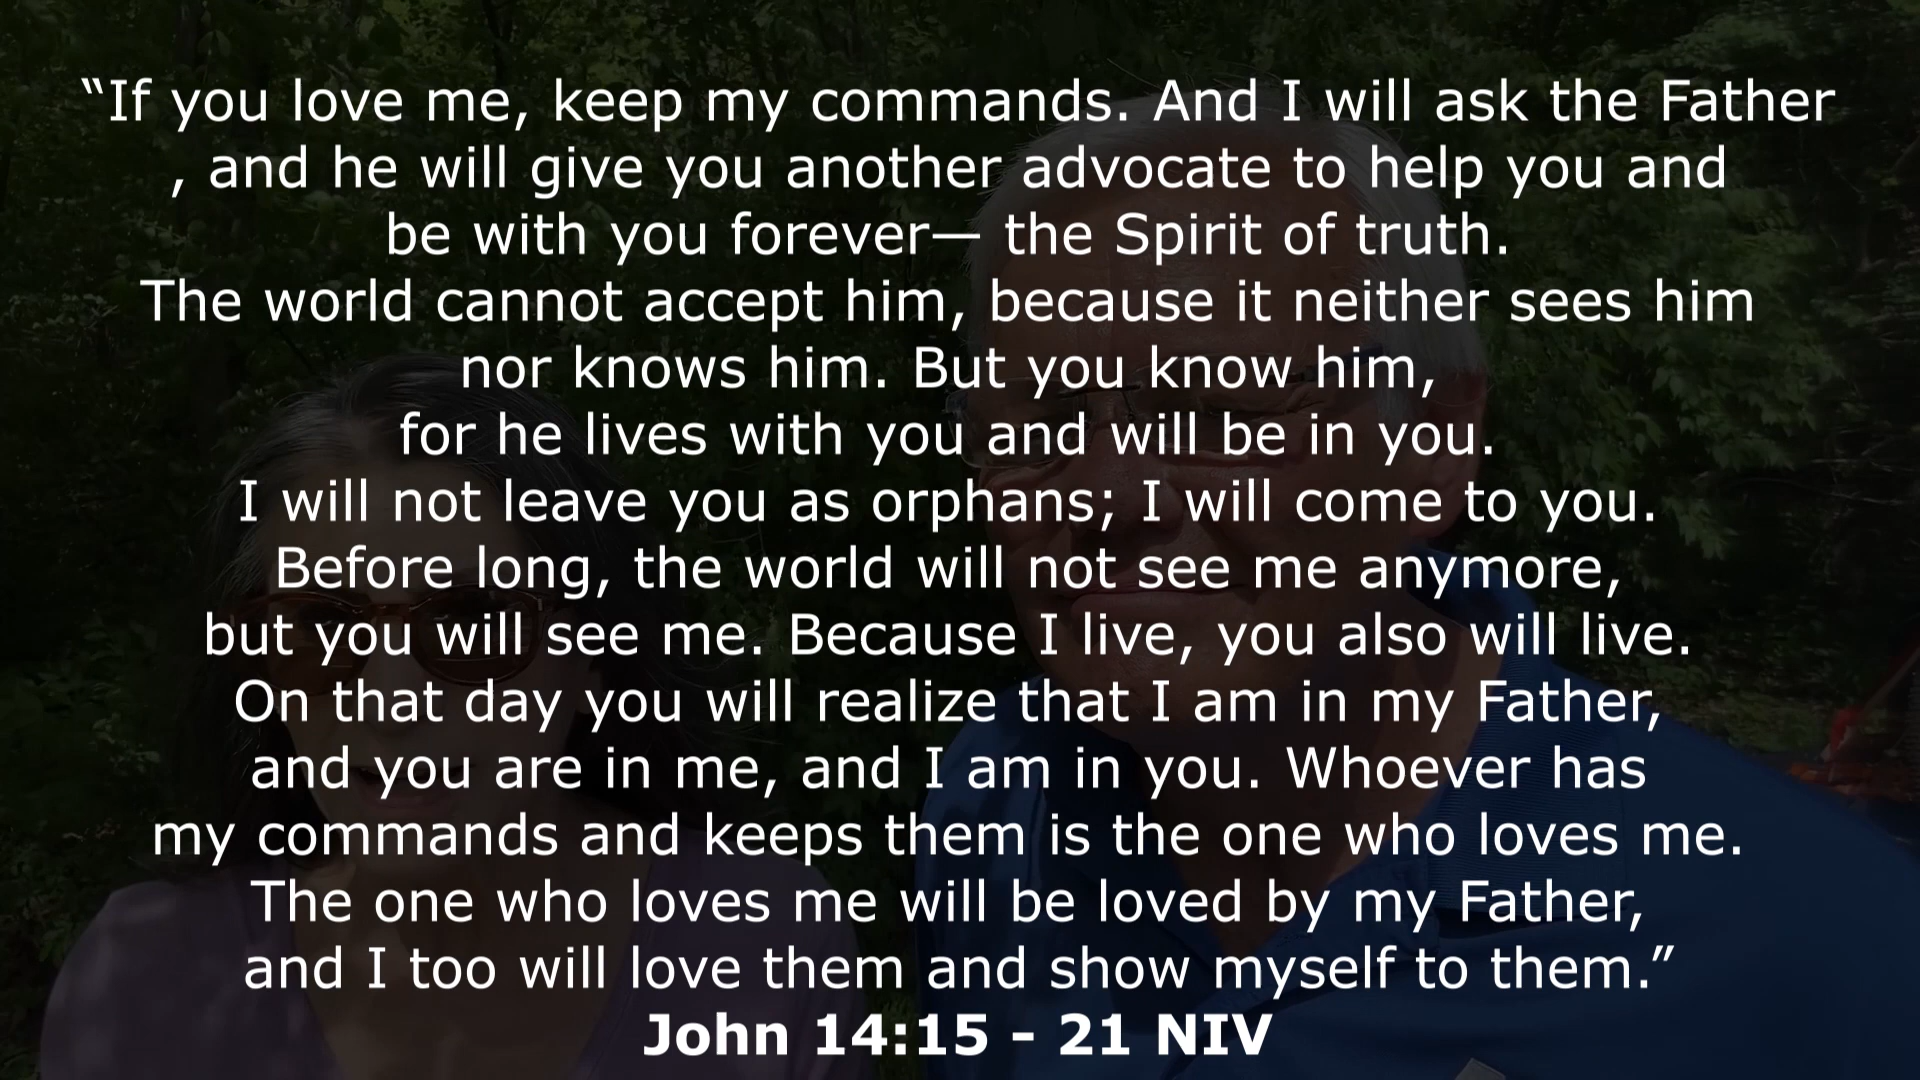 “If you love me, keep my commands. And I will ask the Father
, and he will give you another advocate to help you and
be with you forever— the Spirit of truth.
The world cannot accept him, because it neither sees him
nor knows him. But you know him,
for he lives with you and will be in you.
I will not leave you as orphans; I will come to you.
Before long, the world will not see me anymore,
but you will see me. Because I live, you also will live.
On that day you will realize that I am in my Father,
and you are in me, and I am in you. Whoever has
my commands and keeps them is the one who loves me.
The one who loves me will be loved by my Father,
and I too will love them and show myself to them.”
John 14:15 - 21 NIV